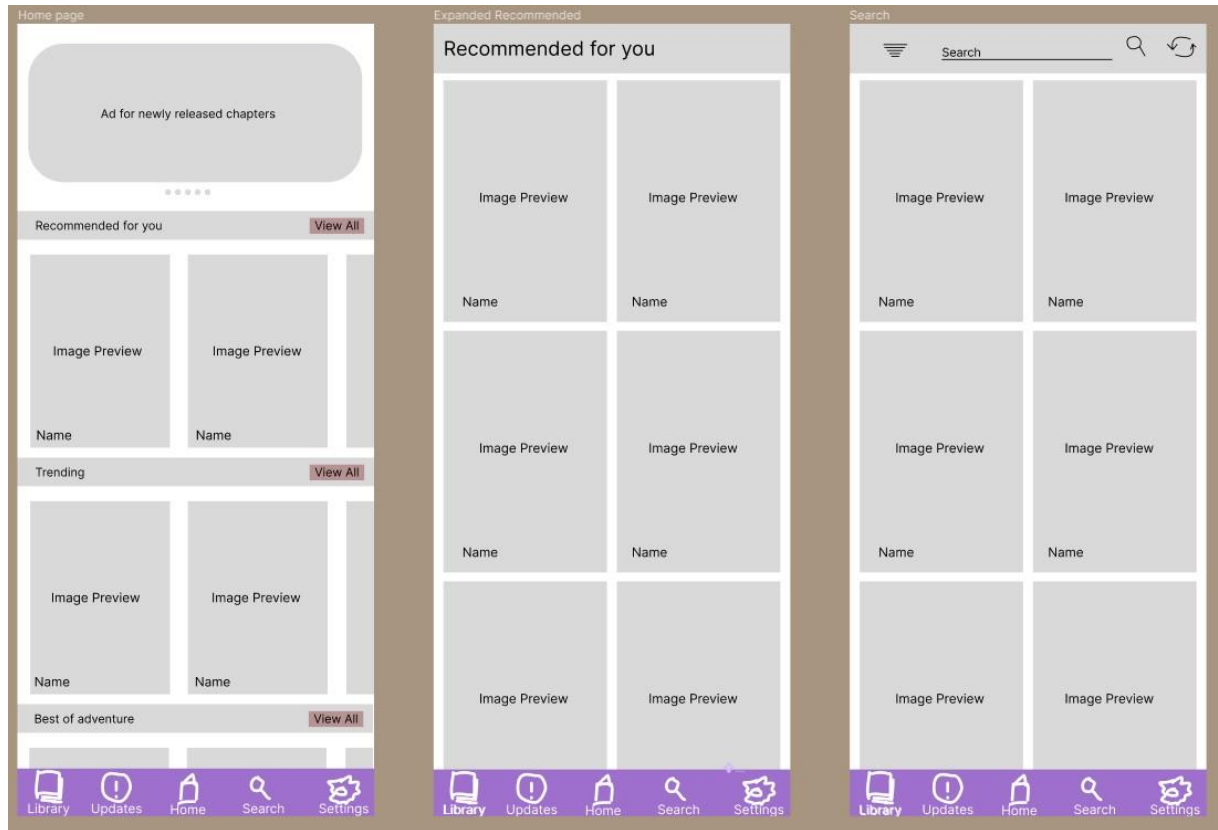 Home page
Ad for newly released chapters
Recommended for you
View All
Image Preview
Image Preview
Name
Name
Trending
View All
Image Preview
Image Preview
Name
Name
Best of adventure
View All
Library
Updates
Home
Search
Settings
Expanded Recommended
Recommended for you
Image Preview
Image Preview
Name
Name
Image Preview
Image Preview
Name
Name
Image Preview
Image Preview
Library
Updates
Home
Search
Settings
Search
Search
Image Preview
Image Preview
Name
Name
Image Preview
Image Preview
Name
Name
Image Preview
Image Preview
Library
Updates
Home
Search
Settings